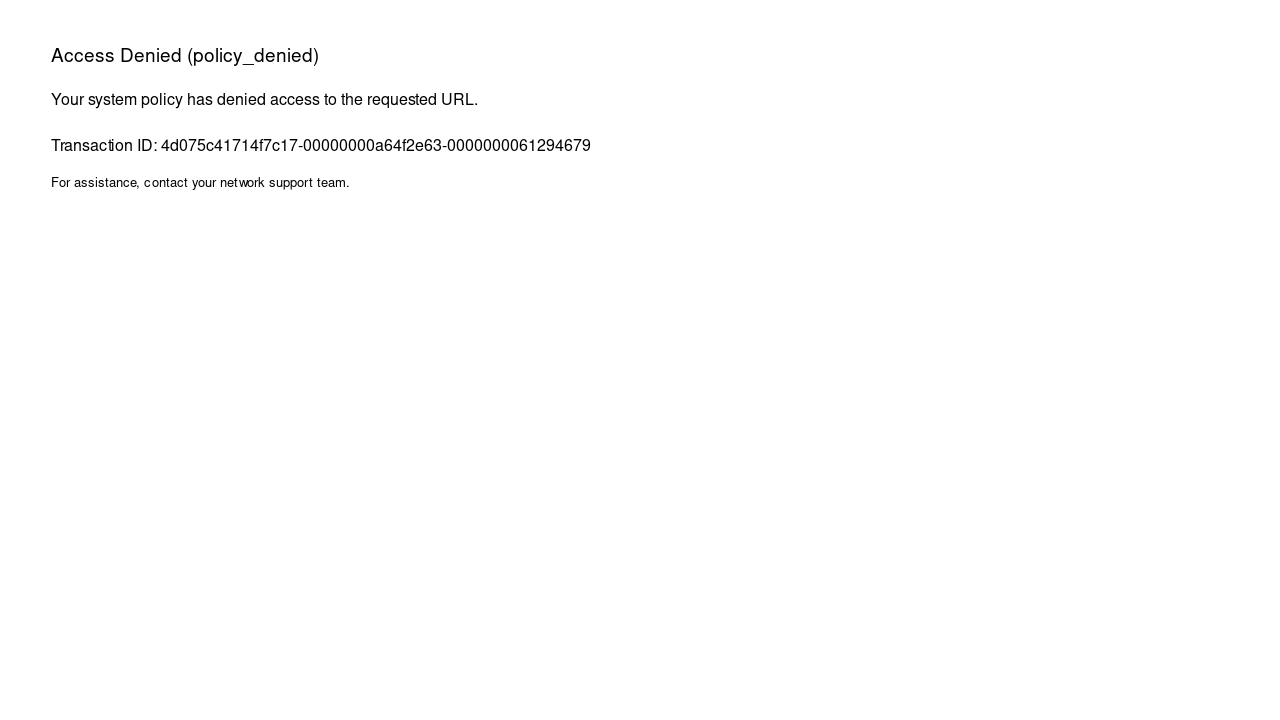 Access Denied (policy_denied)
Your system policy has denied access to the requested URL.
Transaction ID: 4d075c41714f7c17-00000000a64f2e63-0000000061294679
For assistance, contact your network support team.